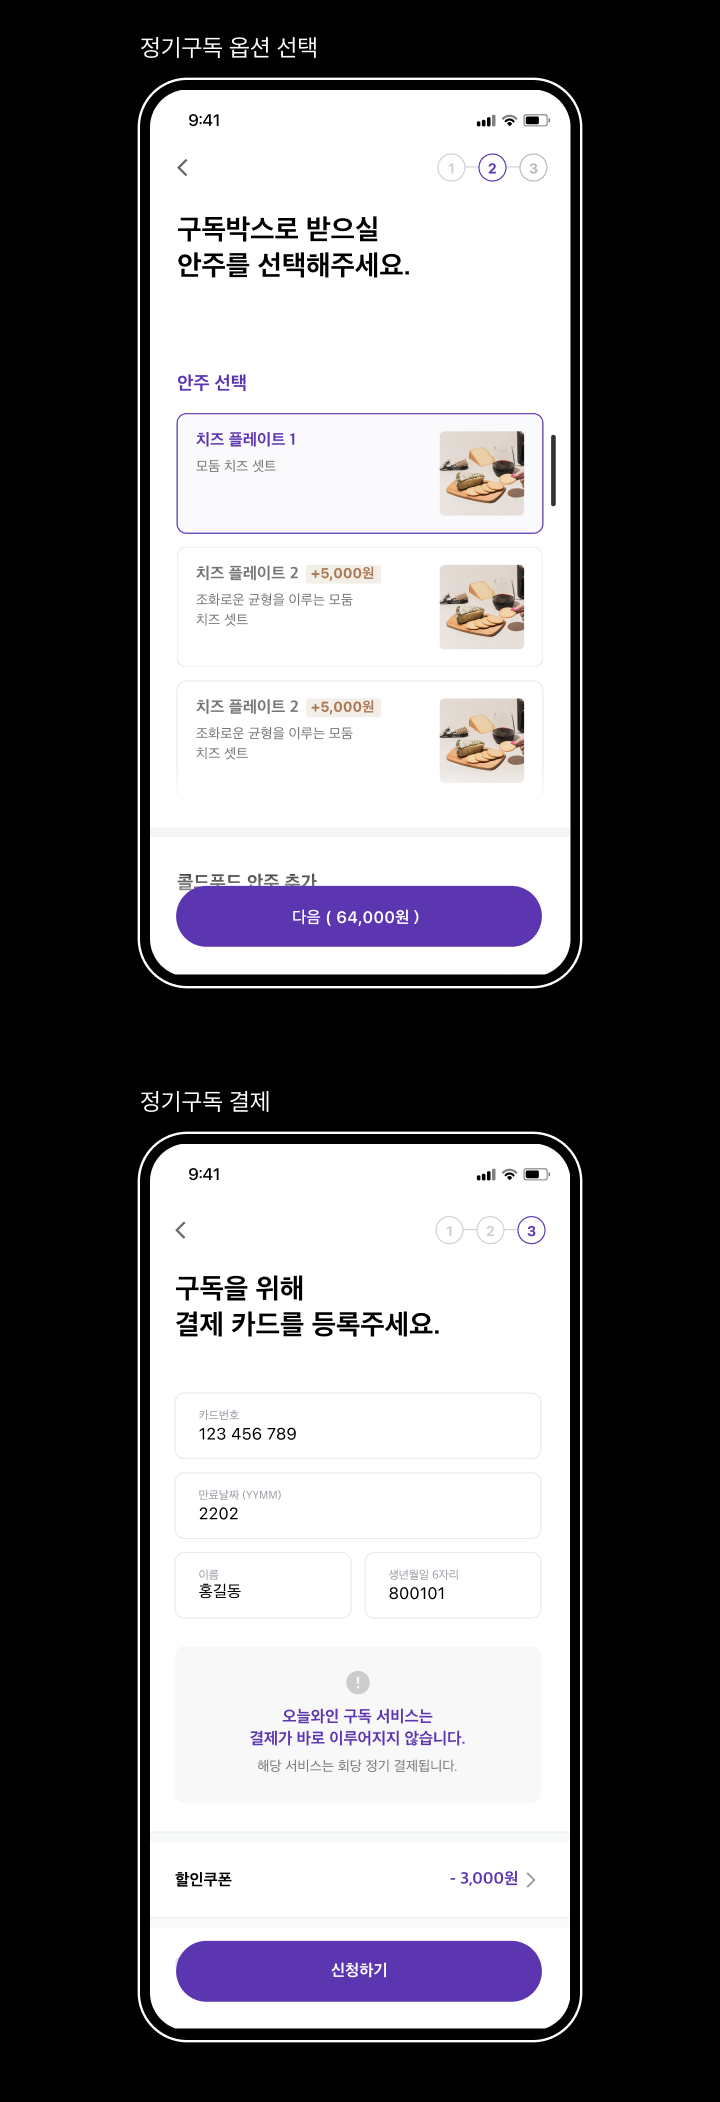 정기구독 옵션 선택
9:41
1 2 3
구독박스로 받으실
안주를 선택해주세요.
안주 선택
치즈 플레이트 1
모둠 치즈 셋트
치즈 플레이트 2 +5,000원
조화로운 균형을 이루는 모둠
치즈 셋트
치즈 플레이트 2 +5,000원
조화로운 균형을 이루는 모둠
치즈 셋트
콜드푸드 안주 추가
다음 ( 64,000원 )
정기구독 결제
9:41
1 2 3
구독을 위해
결제 카드를 등록주세요.
카드번호
123 456 789
만료날짜 (YYMM)
2202
이름
홍길동
생년월일 6자리
800101
오늘와인 구독 서비스는
결제가 바로 이루어지지 않습니다.
해당 서비스는 회당 정기 결제됩니다.
할인쿠폰 - 3,000원
신청하기